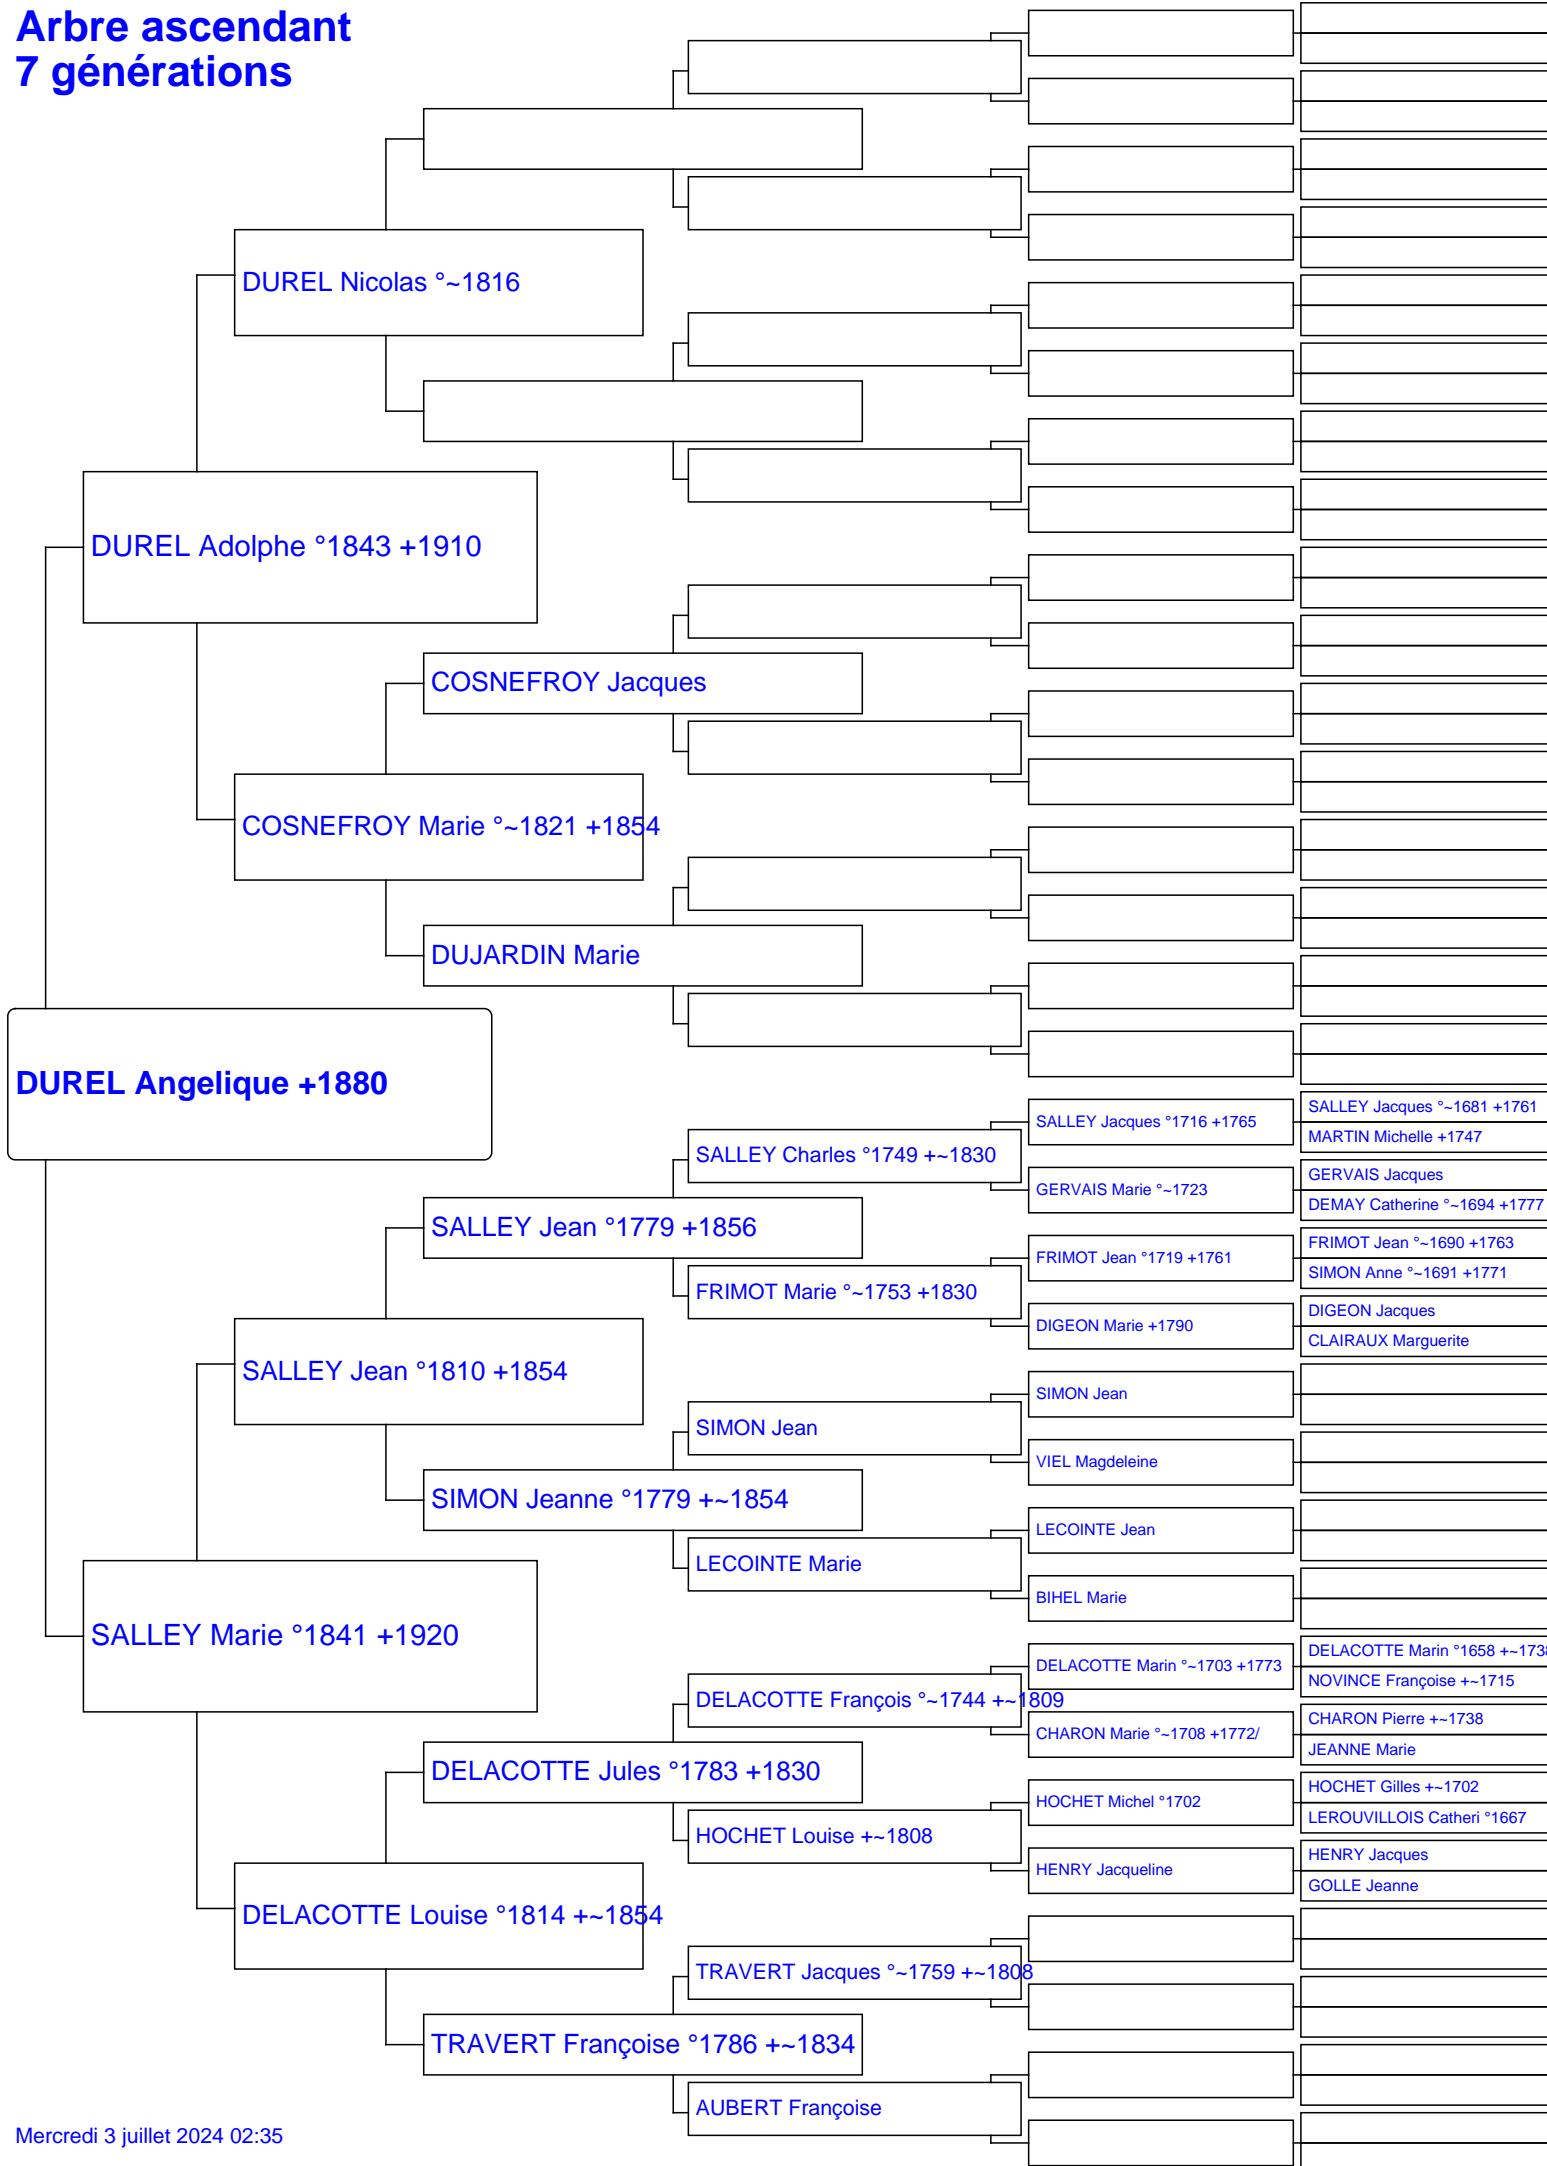 Arbre ascendant
7 générations
DUREL Nicolas °~1816
DUREL Adolphe °1843 +1910
COSNEFROY Jacques
COSNEFROY Marie °~1821 +1854
DUJARDIN Marie
DUREL Angelique +1880
SALLEY Jacques °~1681 +1761
SALLEY Jacques °1716 +1765
MARTIN Michelle +1747
SALLEY Charles °1749 +~1830
GERVAIS Jacques
GERVAIS Marie °~1723
DEMAY Catherine °~1694 +1777
SALLEY Jean °1779 +1856
FRIMOT Jean °~1690 +1763
FRIMOT Jean °1719 +1761
SIMON Anne °~1691 +1771
FRIMOT Marie °~1753 +1830
DIGEON Jacques
DIGEON Marie +1790
CLAIRAUX Marguerite
SALLEY Jean °1810 +1854
SIMON Jean
SIMON Jean
VIEL Magdeleine
SIMON Jeanne °1779 +~1854
LECOINTE Jean
LECOINTE Marie
BIHEL Marie
SALLEY Marie °1841 +1920
DELACOTTE Marin °1658 +~1738
DELACOTTE Marin °~1703 +1773
NOVINCE Françoise +~1715
DELACOTTE François °~1744 +~1809
CHARON Pierre +~1738
CHARON Marie °~1708 +1772/
JEANNE Marie
DELACOTTE Jules °1783 +1830
HOCHET Gilles +~1702
HOCHET Michel °1702
LEROUVILLOIS Catheri °1667
HOCHET Louise +~1808
HENRY Jacques
HENRY Jacqueline
GOLLE Jeanne
DELACOTTE Louise °1814 +~1854
TRAVERT Jacques °~1759 +~1808
TRAVERT Françoise °1786 +~1834
AUBERT Françoise
Mercredi 3 juillet 2024 02:35